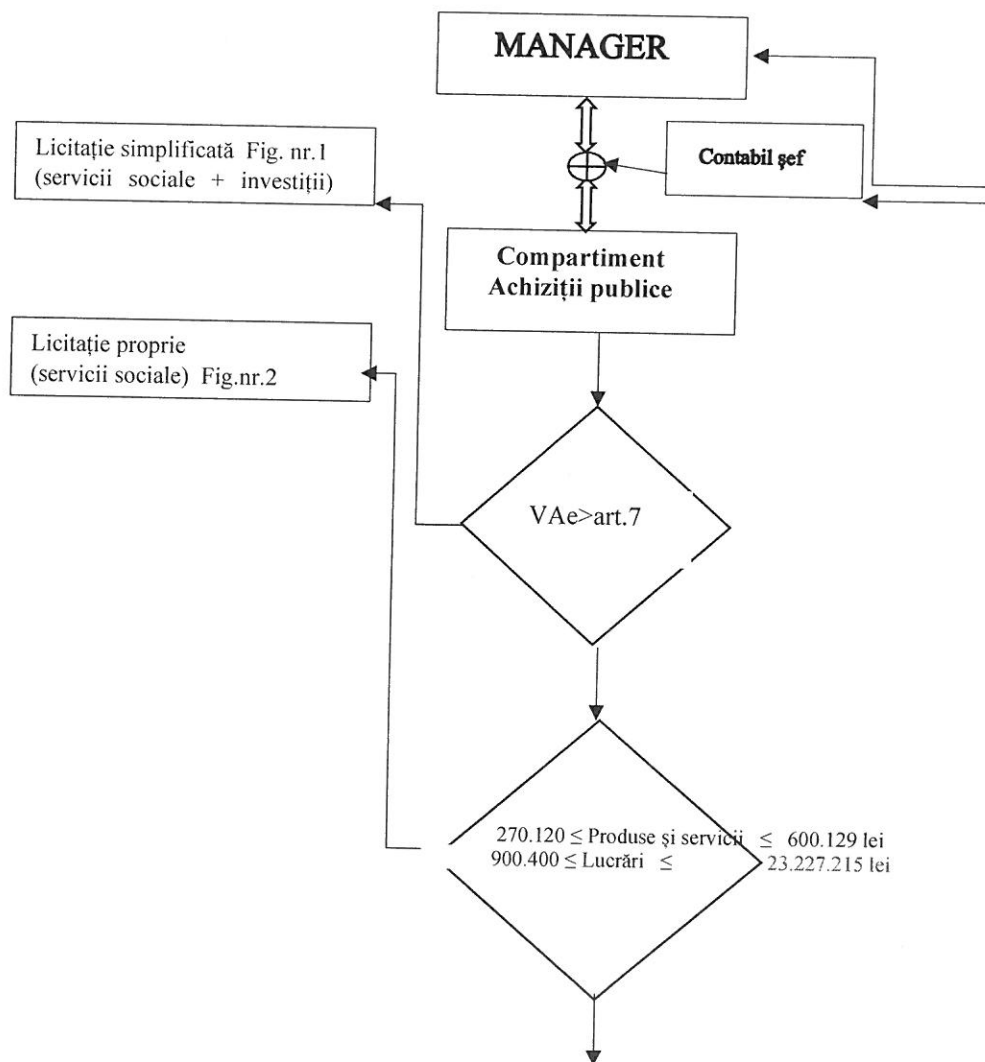 MANAGER
Licitație simplificată Fig. nr.1
(servicii sociale + investiții)
Contabil șef
Compartiment
Achiziții publice
Licitație proprie
(servicii sociale) Fig.nr.2
VAe>art.7
270.120 ≤ Produse și servicii ≤ 600.129 lei
900.400 ≤ Lucrări ≤ 23.227.215 lei